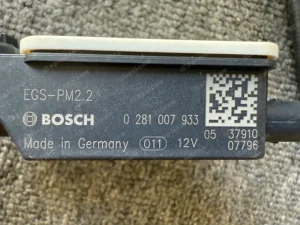 EGS-PM2.2
BOSCH 0 281 007 933
Made in Germany 011 12V
05 37910
07796